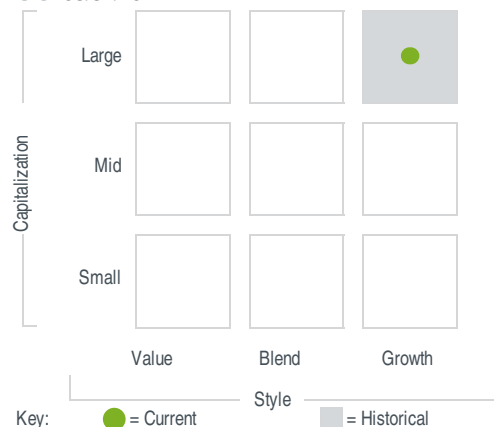 Large
Mid
Small
Capitalization
Value Blend Growth
Style
Key: = Current = Historical